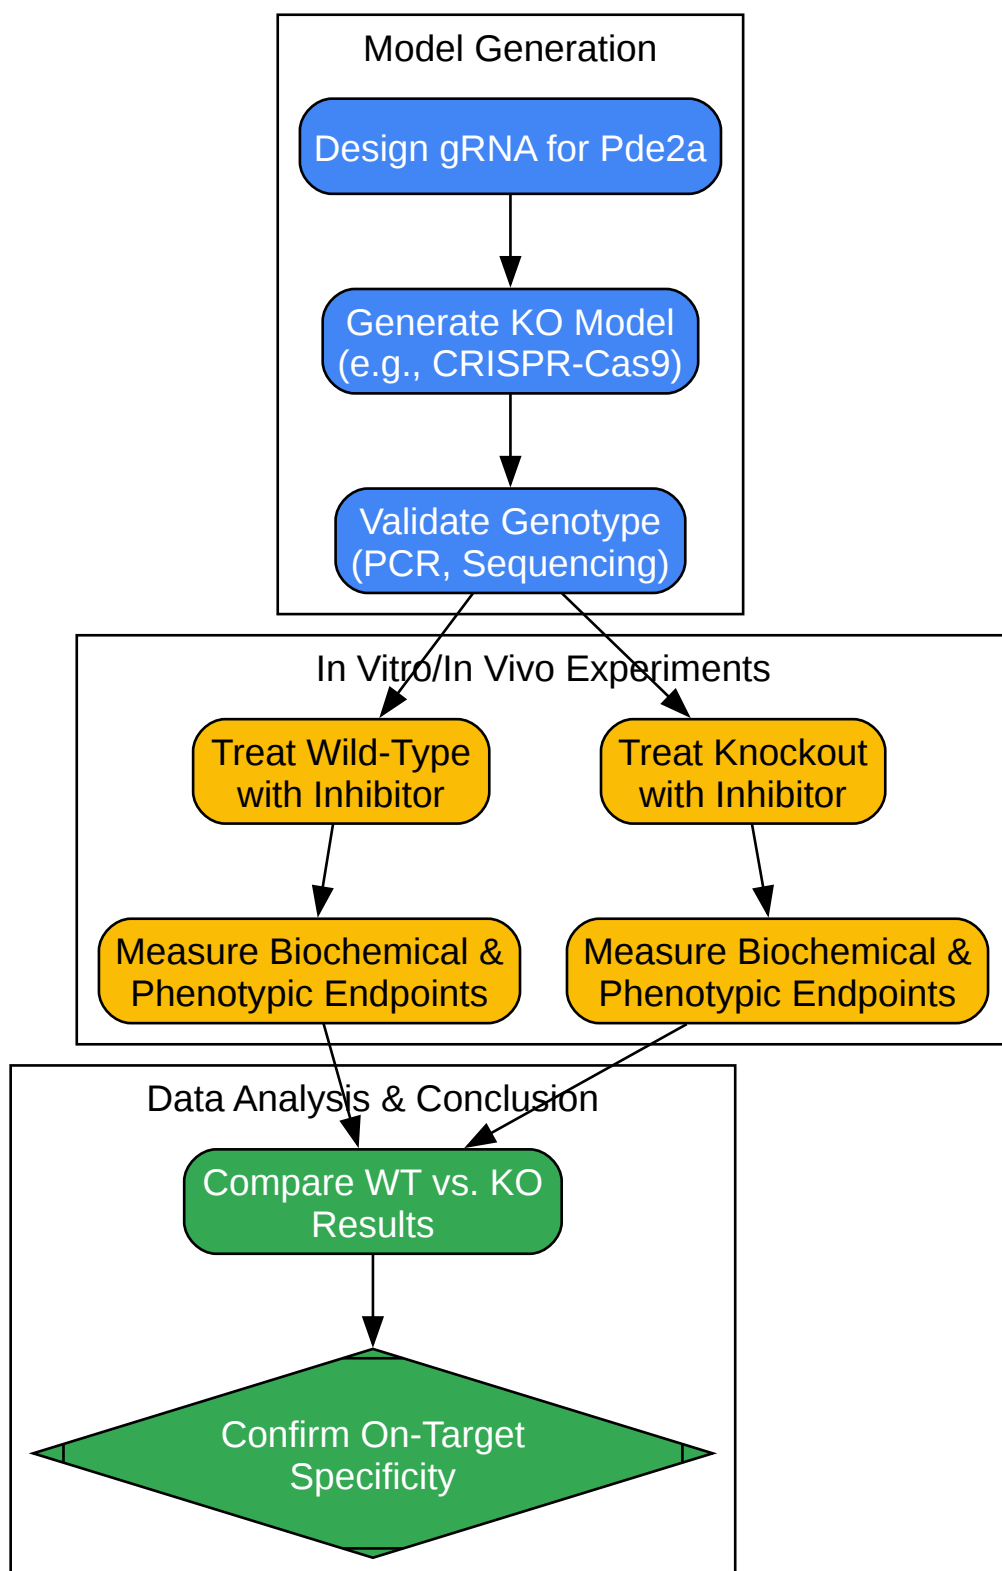 Model Generation
Design gRNA for Pde2a
Generate KO Model
(e.g., CRISPR-Cas9)
Validate Genotype
(PCR, Sequencing)
In Vitro/In Vivo Experiments
Treat Wild-Type
with Inhibitor
Treat Knockout
with Inhibitor
Measure Biochemical &
Phenotypic Endpoints
Measure Biochemical &
Phenotypic Endpoints
Data Analysis & Conclusion
Compare WT vs. KO
Results
Confirm On-Target
Specificity